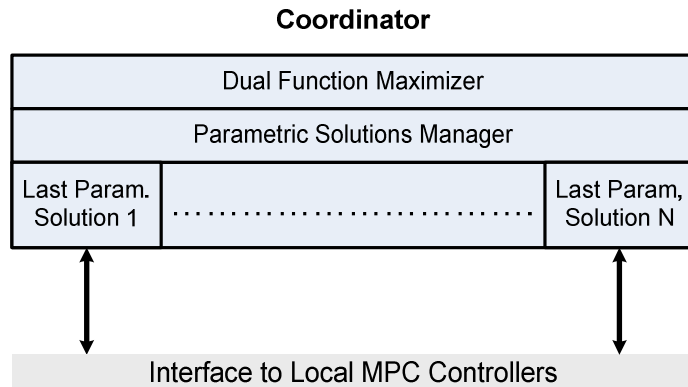 Coordinator
Dual Function Maximizer
Parametric Solutions Manager
Last Param.
Solution 1
....................................
Last Param,
Solution N
Interface to Local MPC Controllers